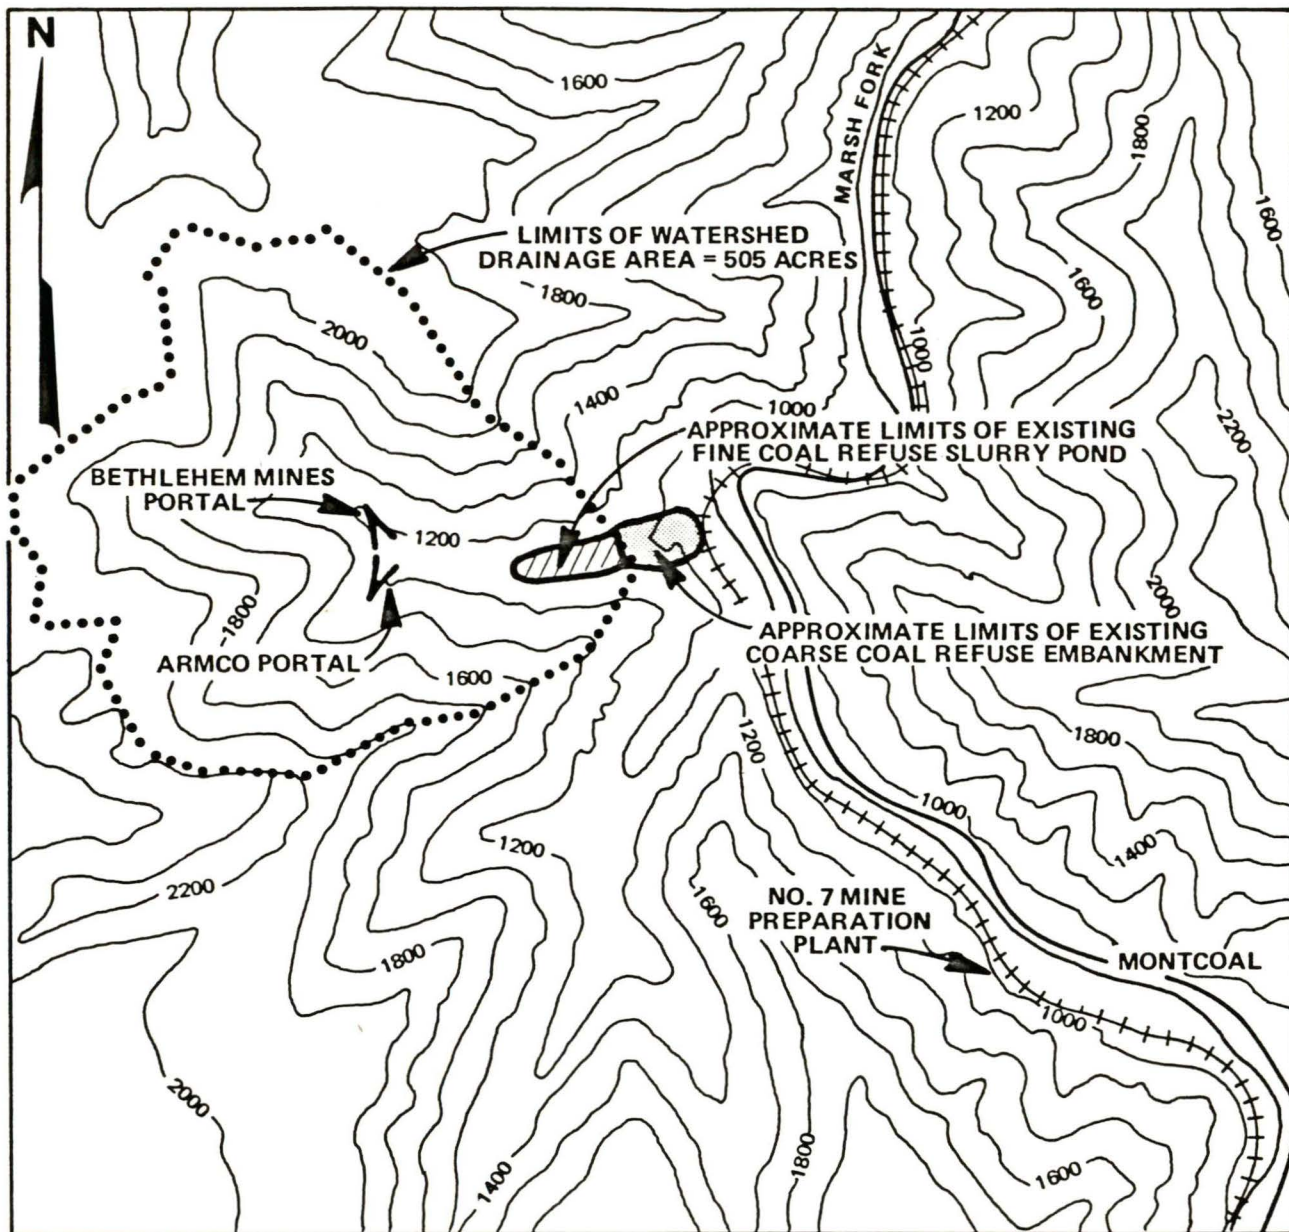 N
1600
MARSH FORK
1200
1800
1600
LIMITS OF WATERSHED
DRAINAGE AREA = 505 ACRES
1800
1600
2000
1000
1400
1000
2200
APPROXIMATE LIMITS OF EXISTING
FINE COAL REFUSE SLURRY POND
BETHLEHEM MINES
PORTAL
1200
1800
2000
APPROXIMATE LIMITS OF EXISTING
COARSE COAL REFUSE EMBANKMENT
ARMCO PORTAL
1600
1200
1800
1000
1200
1400
2200
1600
NO. 7 MINE
PREPARATION
PLANT
1800
MONTCOAL
1000
2000
1400
1800
1600